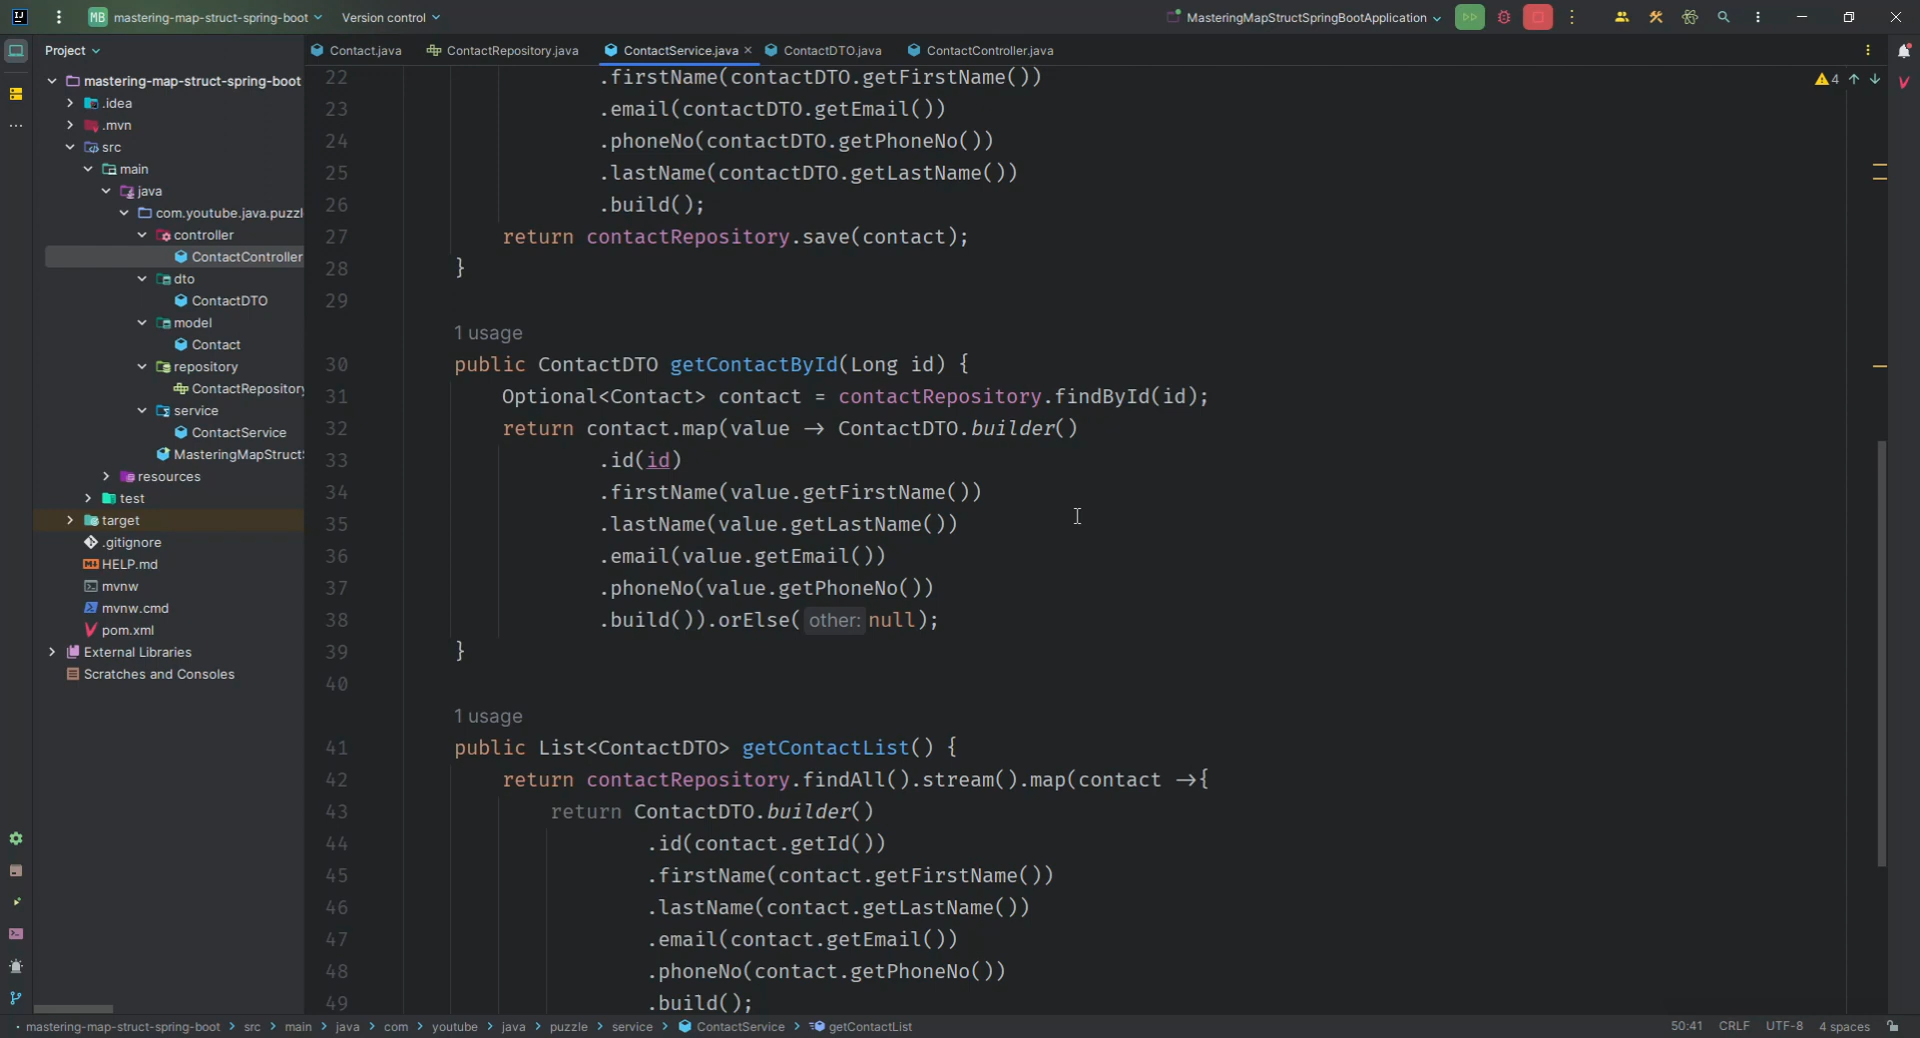 MB mastering-map-struct-spring-boot Version control MasteringMapStructSpringBootApplication
Project
Contact.java ContactRepository.java ContactService.java ContactDTO.java ContactController.java
mastering-map-struct-spring-boot
.idea
.mvn
src
main
java
com.youtube.java.puzzl
controller
ContactController
dto
ContactDTO
model
Contact
repository
ContactRepository
service
ContactService
MasteringMapStructS
resources
test
target
.gitignore
HELP.md
mvnw
mvnw.cmd
pom.xml
External Libraries
Scratches and Consoles
4
22 .firstName(contactDTO.getFirstName())
23 .email(contactDTO.getEmail())
24 .phoneNo(contactDTO.getPhoneNo())
25 .lastName(contactDTO.getLastName())
26 .build();
27 return contactRepository.save(contact);
28 }
29
1 usage
30 public ContactDTO getContactById(Long id) {
31 Optional<Contact> contact = contactRepository.findById(id);
32 return contact.map(value → ContactDTO.builder()
33 .id(id)
34 .firstName(value.getFirstName())
35 .lastName(value.getLastName())
36 .email(value.getEmail())
37 .phoneNo(value.getPhoneNo())
38 .build()).orElse( other: null);
39 }
40
1 usage
41 public List<ContactDTO> getContactList() {
42 return contactRepository.findAll().stream().map(contact →{
43 return ContactDTO.builder()
44 .id(contact.getId())
45 .firstName(contact.getFirstName())
46 .lastName(contact.getLastName())
47 .email(contact.getEmail())
48 .phoneNo(contact.getPhoneNo())
49 .build();
mastering-map-struct-spring-boot > src > main > java > com > youtube > java > puzzle > service > ContactService > getContactList 50:41 CRLF UTF-8 4 spaces